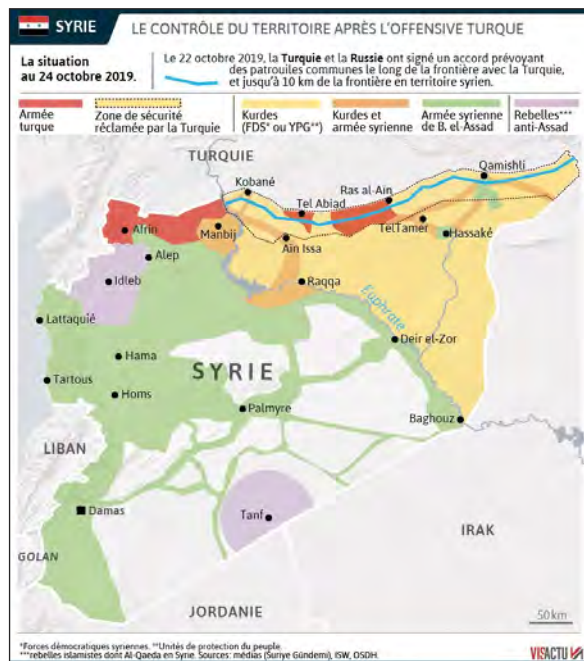 SYRIE
LE CONTRÔLE DU TERRITOIRE APRÈS L'OFFENSIVE TURQUE
La situation
au 24 octobre 2019.
Le 22 octobre 2019, la Turquie et la Russie ont signé un accord prévoyant
des patrouilles communes le long de la frontière avec la Turquie,
et jusqu'à 10 km de la frontière en territoire syrien.
Armée
turque
Zone de sécurité
réclamée par la Turquie
Kurdes
(FDS* ou YPG**)
Kurdes et
armée syrienne
Armée syrienne
de B. el-Assad
Rebelles***
anti-Assad
TURQUIE
Kobané
Qamishli
Ras al-Ain
Tel Abiad
Afrin
Manbij
TelTamer
Hassaké
Aïn Issa
Alep
Idleb
Raqqa
Euphrate
Lattaquié
Deir el-Zor
Hama
SYRIE
Tartous
Homs
Palmyre
Baghouz
LIBAN
Damas
Tanf
IRAK
GOLAN
JORDANIE
50 km
*Forces démocratiques syriennes. **Unités de protection du peuple.
***rebelles islamistes dont Al-Qaeda en Syrie. Sources: médias (Suriye Gündemi), ISW, OSDH.
VISACTU